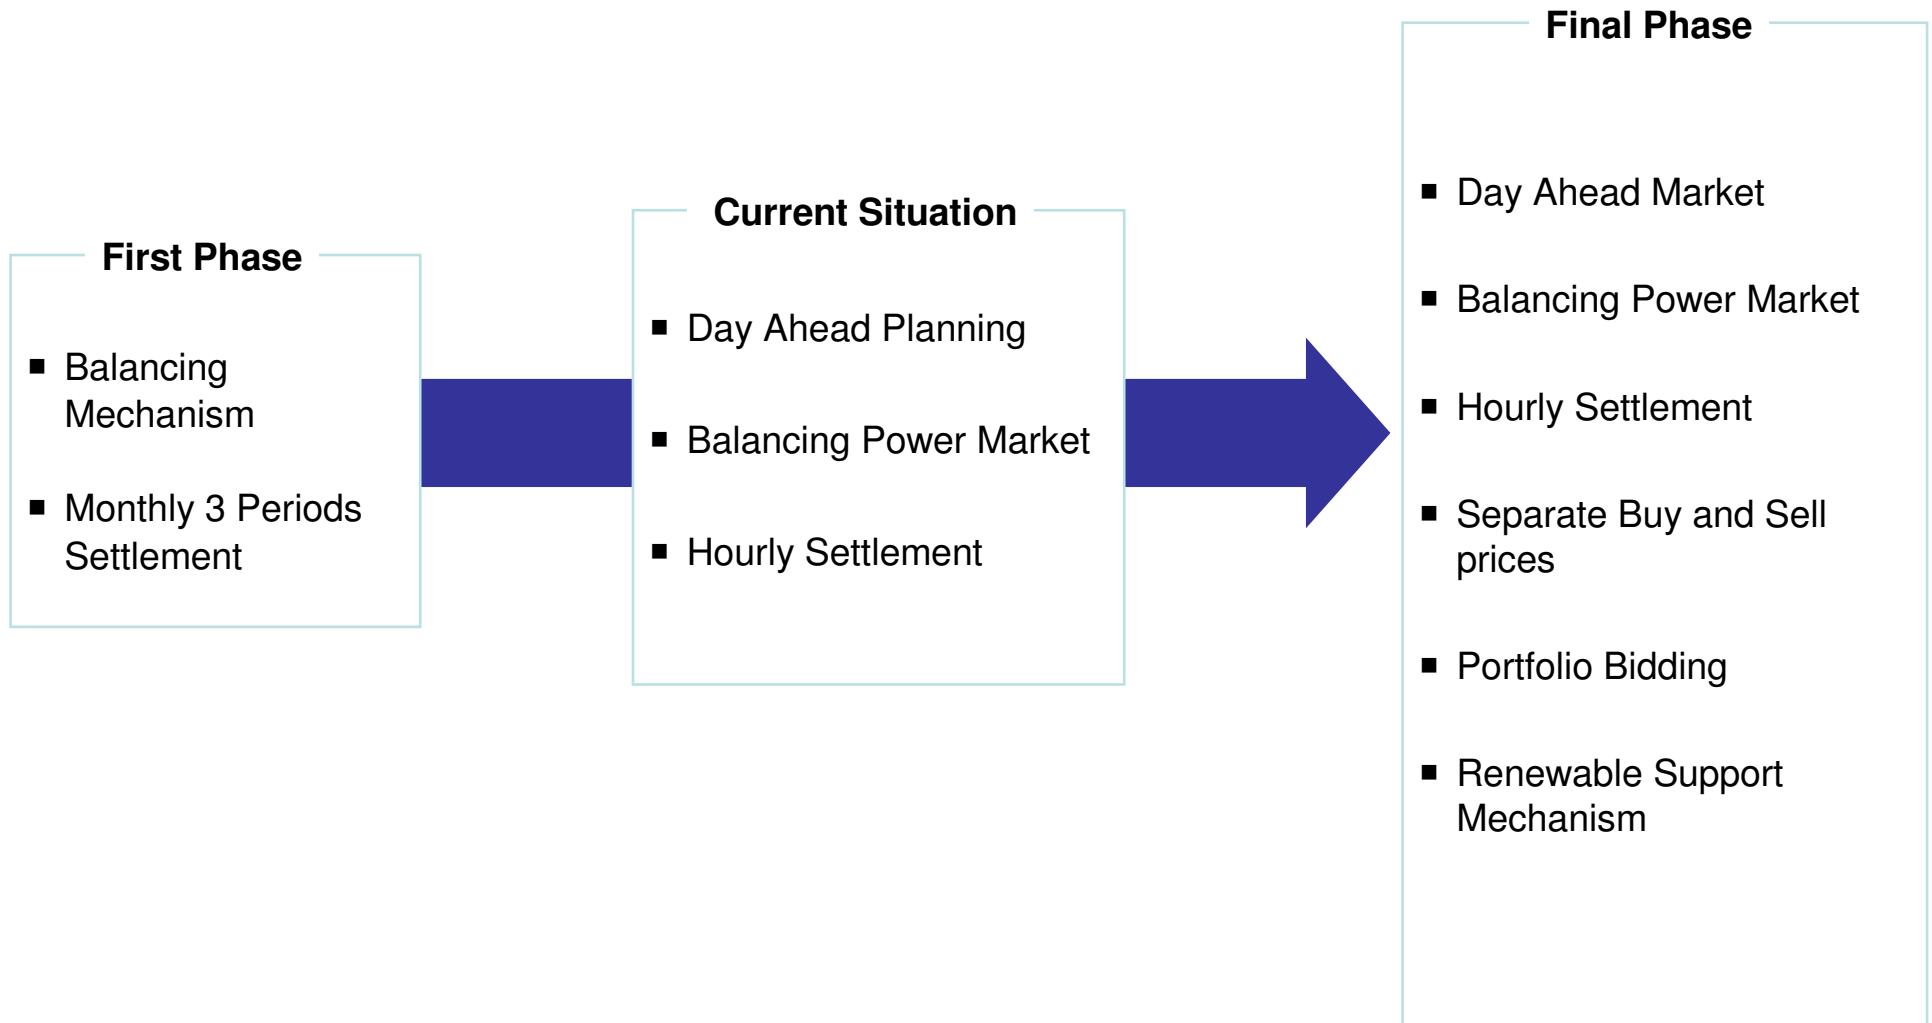 First Phase
▪ Balancing
Mechanism
▪ Monthly 3 Periods
Settlement
Current Situation
▪ Day Ahead Planning
▪ Balancing Power Market
▪ Hourly Settlement
Final Phase
▪ Day Ahead Market
▪ Balancing Power Market
▪ Hourly Settlement
▪ Separate Buy and Sell
prices
▪ Portfolio Bidding
▪ Renewable Support
Mechanism